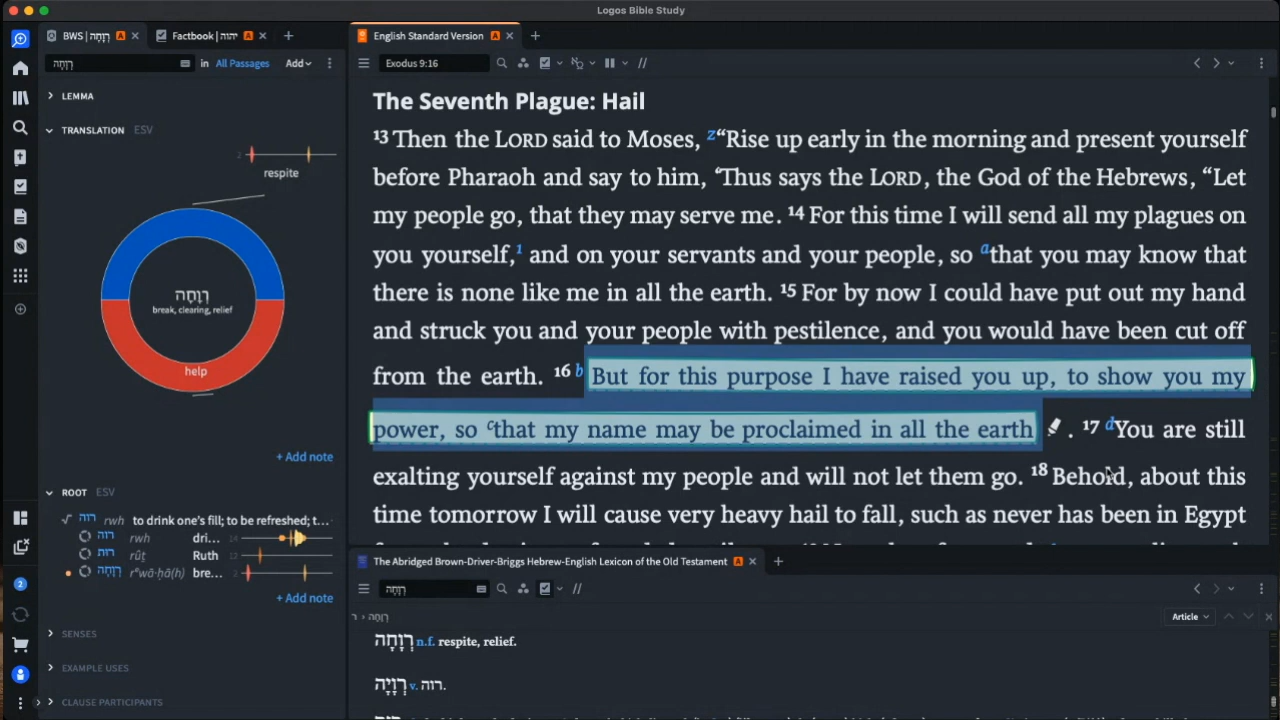 Logos Bible Study
BWS | רְוָחָה A
Factbook | יהוה A
English Standard Version A
רְוָחָה in All Passages Add
Exodus 9:16
LEMMA
TRANSLATION ESV
2
respite
רְוָחָה
break, clearing, relief
help
+ Add note
ROOT ESV
רוה rwh to drink one's fill; to be refreshed; t...
רוה rwh dri... 14
רות rûṯ Ruth
רְוָחָה rᵉwā·ḥā(h) bre... 2
+ Add note
SENSES
EXAMPLE USES
CLAUSE PARTICIPANTS
2
The Seventh Plague: Hail
13 Then the LORD said to Moses, z “Rise up early in the morning and present yourself
before Pharaoh and say to him, ‘Thus says the LORD, the God of the Hebrews, “Let
my people go, that they may serve me. 14 For this time I will send all my plagues on
you yourself,1 and on your servants and your people, so a that you may know that
there is none like me in all the earth. 15 For by now I could have put out my hand
and struck you and your people with pestilence, and you would have been cut off
from the earth. 16 b But for this purpose I have raised you up, to show you my
power, so c that my name may be proclaimed in all the earth . 17 d You are still
exalting yourself against my people and will not let them go. 18 Behold, about this
time tomorrow I will cause very heavy hail to fall, such as never has been in Egypt
The Abridged Brown-Driver-Briggs Hebrew-English Lexicon of the Old Testament A
רְוָחָה
ר › רְוָחָה
Article
רְוָחָה n.f. respite, relief.
רְוָיָה v. רוה.